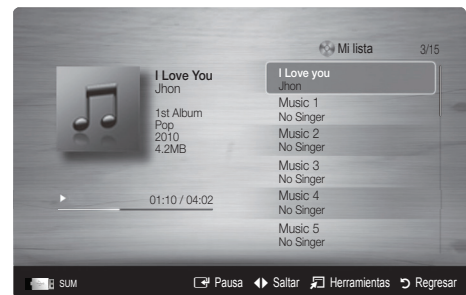 Mi lista 3/15
I Love You
Jhon
1st Album
Pop
2010
4.2MB
01:10 / 04:02
I Love you
Jhon
Music 1
No Singer
Music 2
No Singer
Music 3
No Singer
Music 4
No Singer
Music 5
No Singer
SUM Pausa Saltar Herramientas Regresar